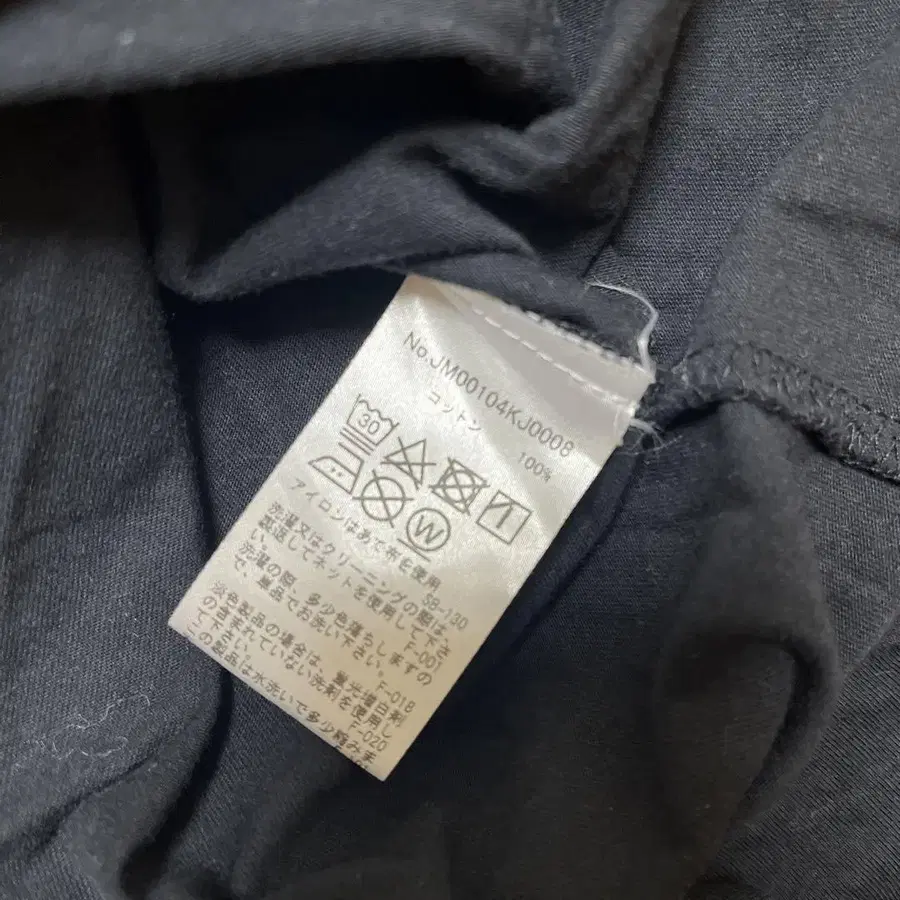 No.JM00104KJ0008
コットン 100%
30
W
アイロンはあて布を使用
SB-130
洗濯又はクリーニングの際は
裏返してネットを使用して下さ
い。 F-001
洗濯の際、多少色落ちしますの
で、単品でお洗い下さい。
F-018
淡色製品の場合は、蛍光増白剤
の含まれていない洗剤を使用し
て下さい。 F-020
この製品は水洗いで多少縮みま